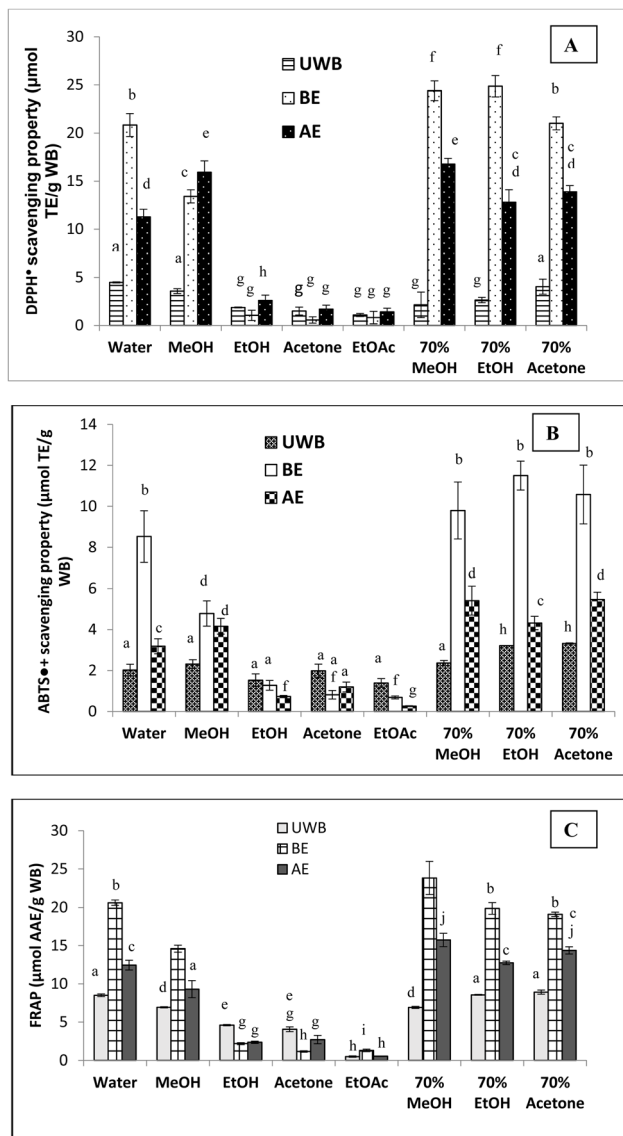 A
DPPH• scavenging property (μmol
TE/g WB)
30
25
20
15
10
5
0
UWB
BE
AE
a b d
a c e
g g h
g g g
g g g
g f e
g f c
d
a b c
d
Water MeOH EtOH Acetone EtOAc 70% 70% 70%
MeOH EtOH Acetone
B
ABTS•+ scavenging property (μmol TE/g
WB)
14
12
10
8
6
4
2
0
UWB
BE
AE
a b c
a d d
a a f
a a
f a
a f g
a b d
h b c
h b d
Water MeOH EtOH Acetone EtOAc 70% 70% 70%
MeOH EtOH Acetone
C
FRAP (μmol AAE/g WB)
30
25
20
15
10
5
0
UWB
BE
AE
a b c
d a
e g g
e
g h g
h i h
d j
a b c
a b c
j
Water MeOH EtOH Acetone EtOAc 70% 70% 70%
MeOH EtOH Acetone